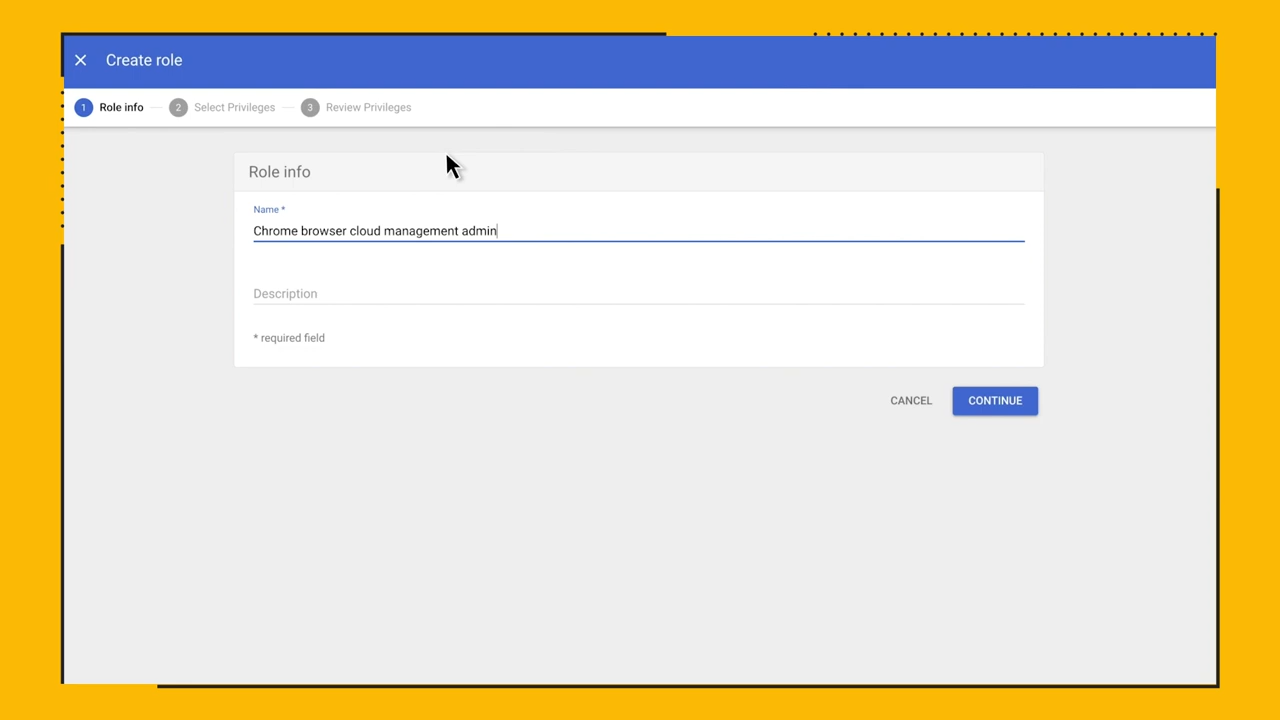 Create role
1 Role info 2 Select Privileges 3 Review Privileges
Role info
Name *
Chrome browser cloud management admin
Description
* required field
CANCEL CONTINUE